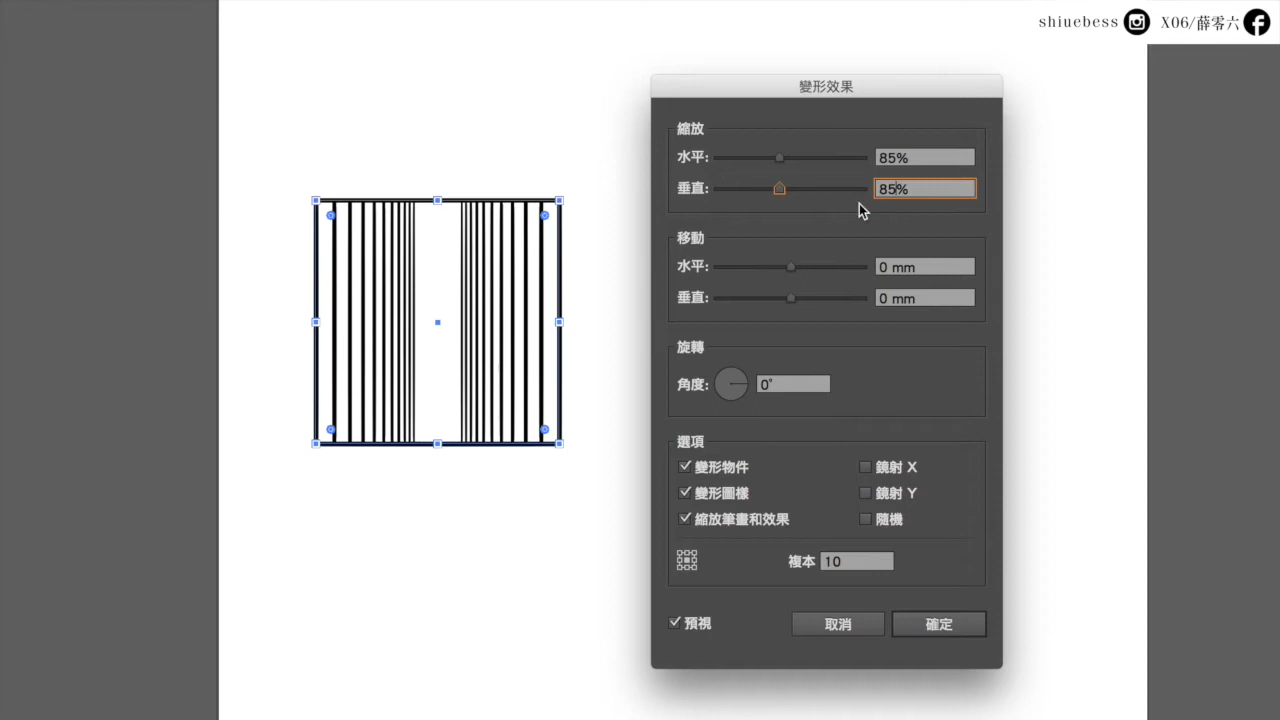 shiuebess X06/薛零六
變形效果
縮放
水平: 85%
垂直: 85%
移動
水平: 0 mm
垂直: 0 mm
旋轉
角度: 0°
選項
變形物件 鏡射 X
變形圖樣 鏡射 Y
縮放筆畫和效果 隨機
複本 10
預視 取消 確定